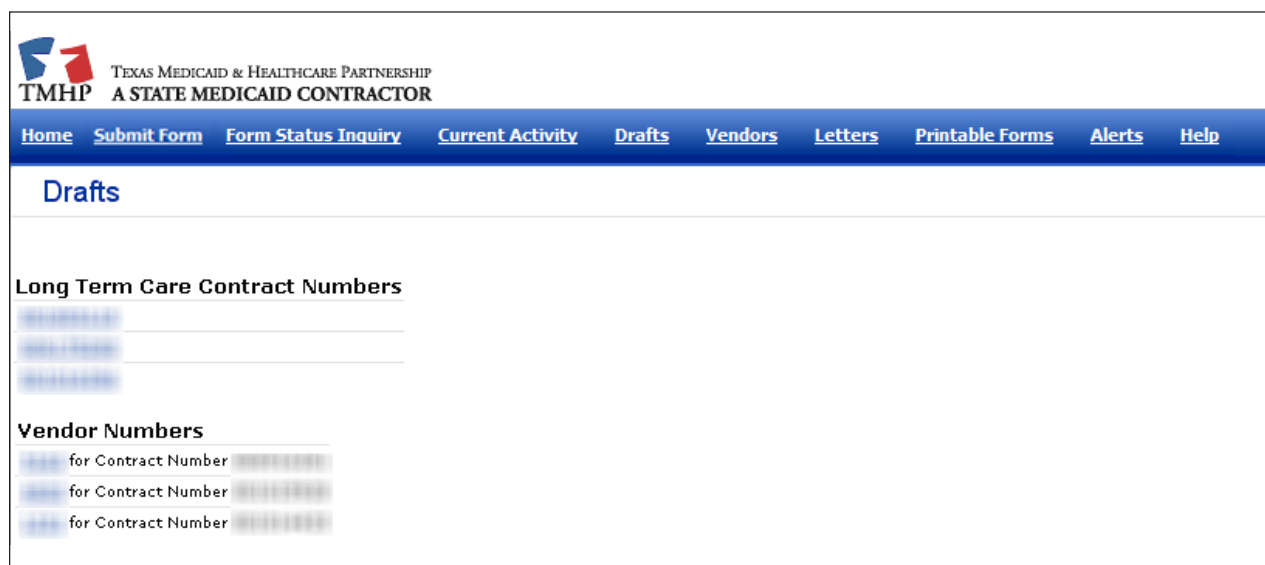 TMHP
TEXAS MEDICAID & HEALTHCARE PARTNERSHIP
A STATE MEDICAID CONTRACTOR
Home Submit Form Form Status Inquiry Current Activity Drafts Vendors Letters Printable Forms Alerts Help
Drafts
Long Term Care Contract Numbers
Vendor Numbers
for Contract Number
for Contract Number
for Contract Number